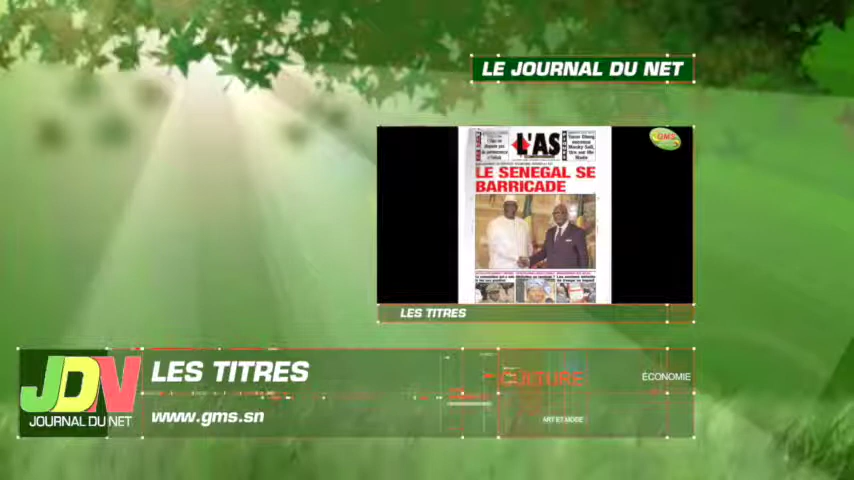 LE JOURNAL DU NET
L'AS
GMS
LE SENEGAL SE
BARRICADE
LES TITRES
JDN
JOURNAL DU NET
LES TITRES
www.gms.sn
CULTURE
ÉCONOMIE
ART ET MODE